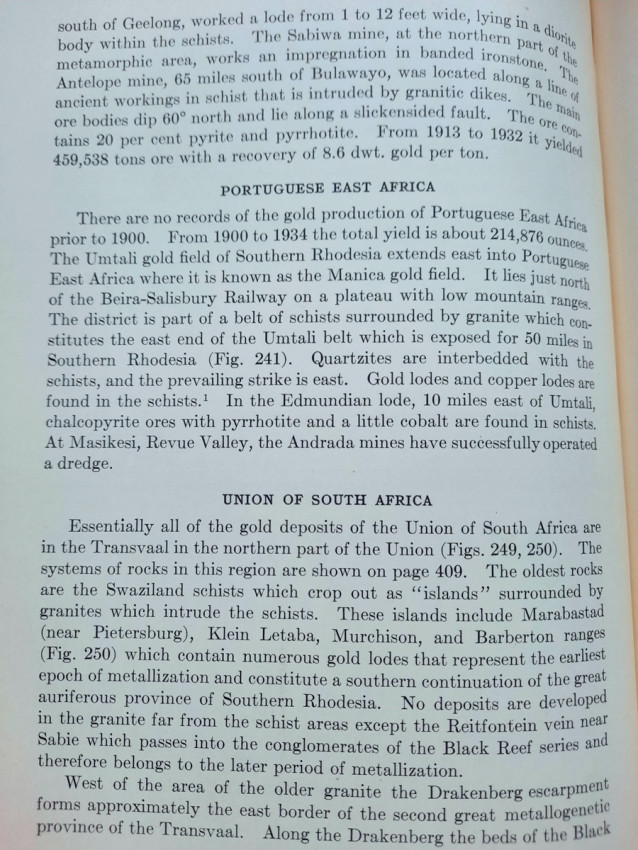 south of Geelong, worked a lode from 1 to 12 feet wide, lying in a diorite
body within the schists. The Sabiwa mine, at the northern part of the
metamorphic area, works an impregnation in banded ironstone. The
Antelope mine, 65 miles south of Bulawayo, was located along a line of
ancient workings in schist that is intruded by granitic dikes. The main
ore bodies dip 60° north and lie along a slickensided fault. The ore con-
tains 20 per cent pyrite and pyrrhotite. From 1913 to 1932 it yielded
459,538 tons ore with a recovery of 8.6 dwt. gold per ton.
PORTUGUESE EAST AFRICA
There are no records of the gold production of Portuguese East Africa
prior to 1900. From 1900 to 1934 the total yield is about 214,876 ounces.
The Umtali gold field of Southern Rhodesia extends east into Portuguese
East Africa where it is known as the Manica gold field. It lies just north
of the Beira-Salisbury Railway on a plateau with low mountain ranges.
The district is part of a belt of schists surrounded by granite which con-
stitutes the east end of the Umtali belt which is exposed for 50 miles in
Southern Rhodesia (Fig. 241). Quartzites are interbedded with the
schists, and the prevailing strike is east. Gold lodes and copper lodes are
found in the schists.¹ In the Edmundian lode, 10 miles east of Umtali,
chalcopyrite ores with pyrrhotite and a little cobalt are found in schists.
At Masikesi, Revue Valley, the Andrada mines have successfully operated
a dredge.
UNION OF SOUTH AFRICA
Essentially all of the gold deposits of the Union of South Africa are
in the Transvaal in the northern part of the Union (Figs. 249, 250). The
systems of rocks in this region are shown on page 409. The oldest rocks
are the Swaziland schists which crop out as “islands” surrounded by
granites which intrude the schists. These islands include Marabastad
(near Pietersburg), Klein Letaba, Murchison, and Barberton ranges
(Fig. 250) which contain numerous gold lodes that represent the earliest
epoch of metallization and constitute a southern continuation of the great
auriferous province of Southern Rhodesia. No deposits are developed
in the granite far from the schist areas except the Reitfontein vein near
Sabie which passes into the conglomerates of the Black Reef series and
therefore belongs to the later period of metallization.
West of the area of the older granite the Drakenberg escarpment
forms approximately the east border of the second great metallogenetic
province of the Transvaal. Along the Drakenberg the beds of the Black